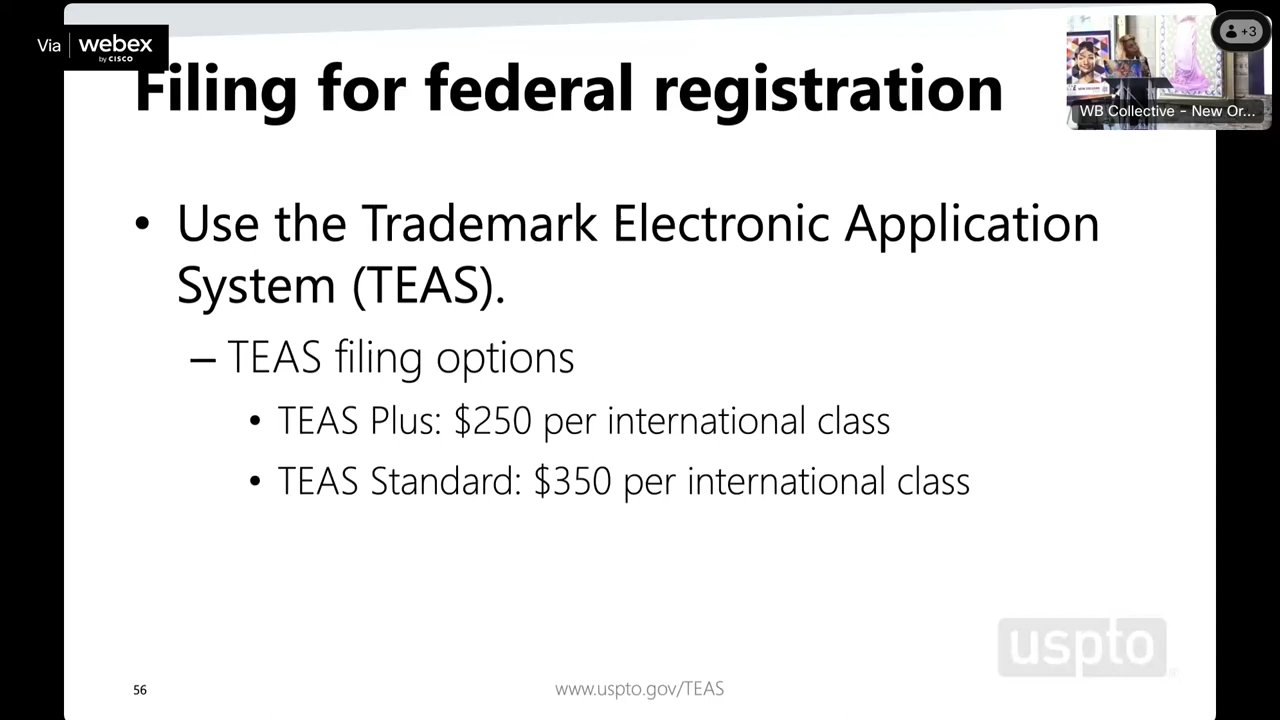 Via webex
by CISCO
+3
WB Collective - New Or...
Filing for federal registration
• Use the Trademark Electronic Application
System (TEAS).
– TEAS filing options
• TEAS Plus: $250 per international class
• TEAS Standard: $350 per international class
uspto
56
www.uspto.gov/TEAS